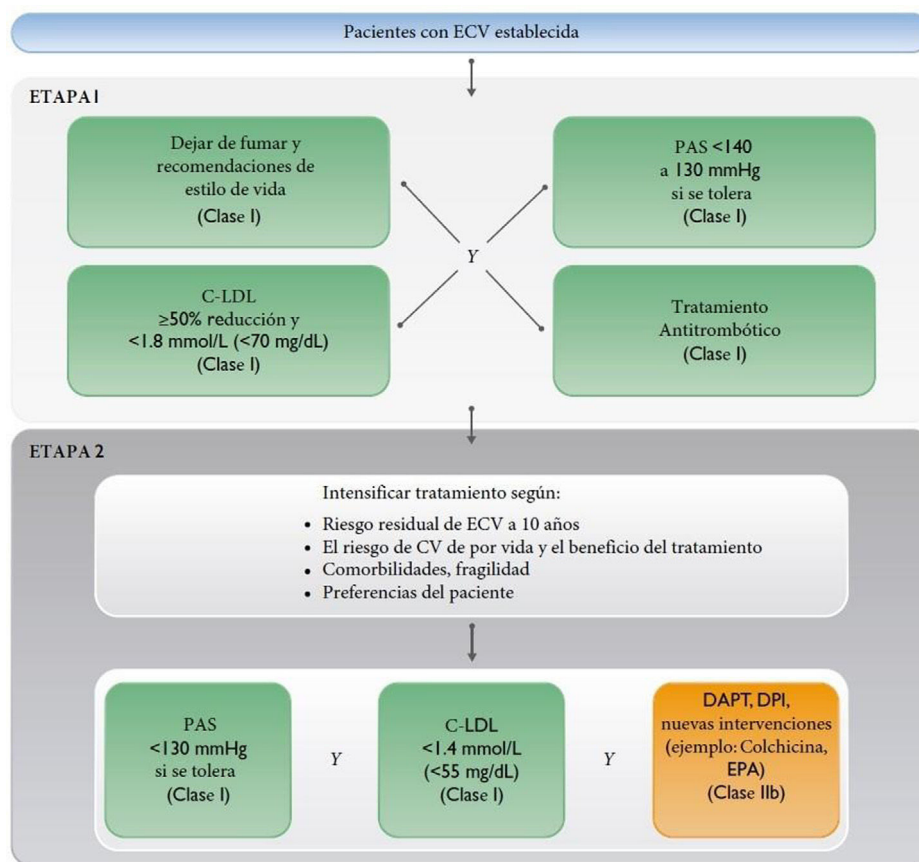 Pacientes con ECV establecida
ETAPA I
Dejar de fumar y
recomendaciones de
estilo de vida
(Clase I)
PAS <140
a 130 mmHg
si se tolera
(Clase I)
Y
C-LDL
≥50% reducción y
<1.8 mmol/L (<70 mg/dL)
(Clase I)
Tratamiento
Antitrombótico
(Clase I)
ETAPA 2
Intensificar tratamiento según:
• Riesgo residual de ECV a 10 años
• El riesgo de CV de por vida y el beneficio del tratamiento
• Comorbilidades, fragilidad
• Preferencias del paciente
PAS
<130 mmHg
si se tolera
(Clase I)
Y
C-LDL
<1.4 mmol/L
(<55 mg/dL)
(Clase I)
Y
DAPT, DPI,
nuevas intervenciones
(ejemplo: Colchicina,
EPA)
(Clase IIb)